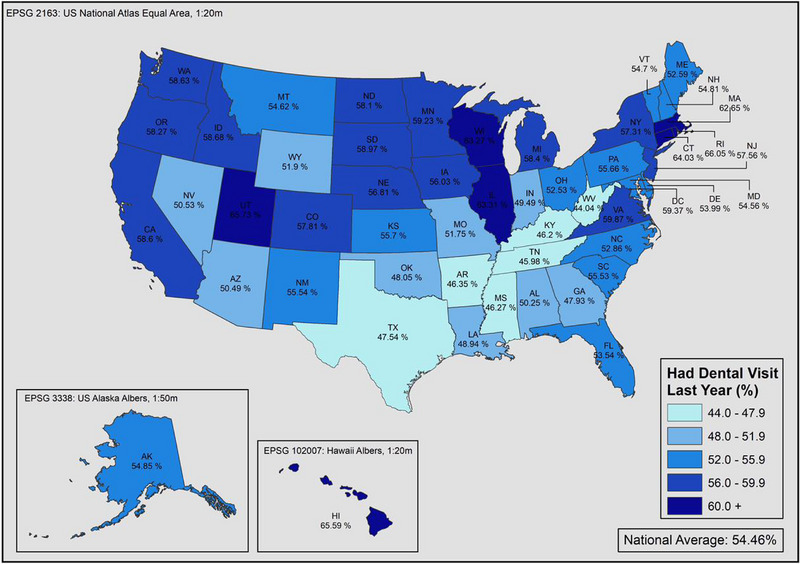 EPSG 2163: US National Atlas Equal Area, 1:20m
WA
58.63 %
OR
58.27 %
CA
58.6 %
ID
58.68 %
NV
50.53 %
MT
54.62 %
WY
51.9 %
UT
65.73 %
AZ
50.49 %
CO
57.81 %
NM
55.54 %
ND
58.1 %
SD
58.97 %
NE
56.81 %
KS
55.7 %
OK
48.05 %
TX
47.54 %
MN
59.23 %
IA
56.03 %
MO
51.75 %
AR
46.35 %
LA
48.94 %
WI
IL
MI
58.4 %
IN
49.49 %
OH
52.53 %
KY
46.2 %
TN
45.98 %
MS
46.27 %
AL
50.25 %
GA
47.93 %
FL
53.54 %
SC
55.53 %
NC
52.86 %
VA
59.87 %
WV
44.04 %
PA
55.66 %
NY
57.31 %
VT
54.7 %
ME
52.59 %
NH
54.81 %
MA
62.65 %
RI
66.05 %
CT
64.03 %
NJ
57.56 %
MD
54.56 %
DE
53.99 %
DC
59.37 %
EPSG 3338: US Alaska Albers, 1:50m
AK
54.85 %
EPSG 102007: Hawaii Albers, 1:20m
HI
65.59 %
Had Dental Visit
Last Year (%)
44.0 - 47.9
48.0 - 51.9
52.0 - 55.9
56.0 - 59.9
60.0 +
National Average: 54.46%